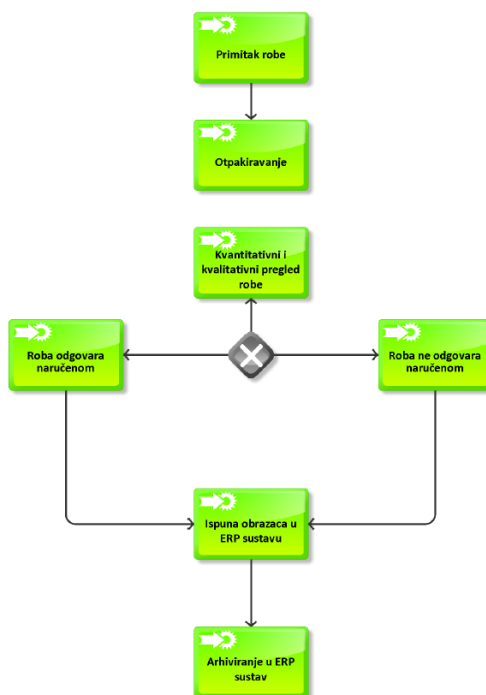 Primitak robe
Otpakiravanje
Kvantitativni i
kvalitativni pregled
robe
Roba odgovara
naručenom
Roba ne odgovara
naručenom
Ispuna obrazaca u
ERP sustavu
Arhiviranje u ERP
sustav